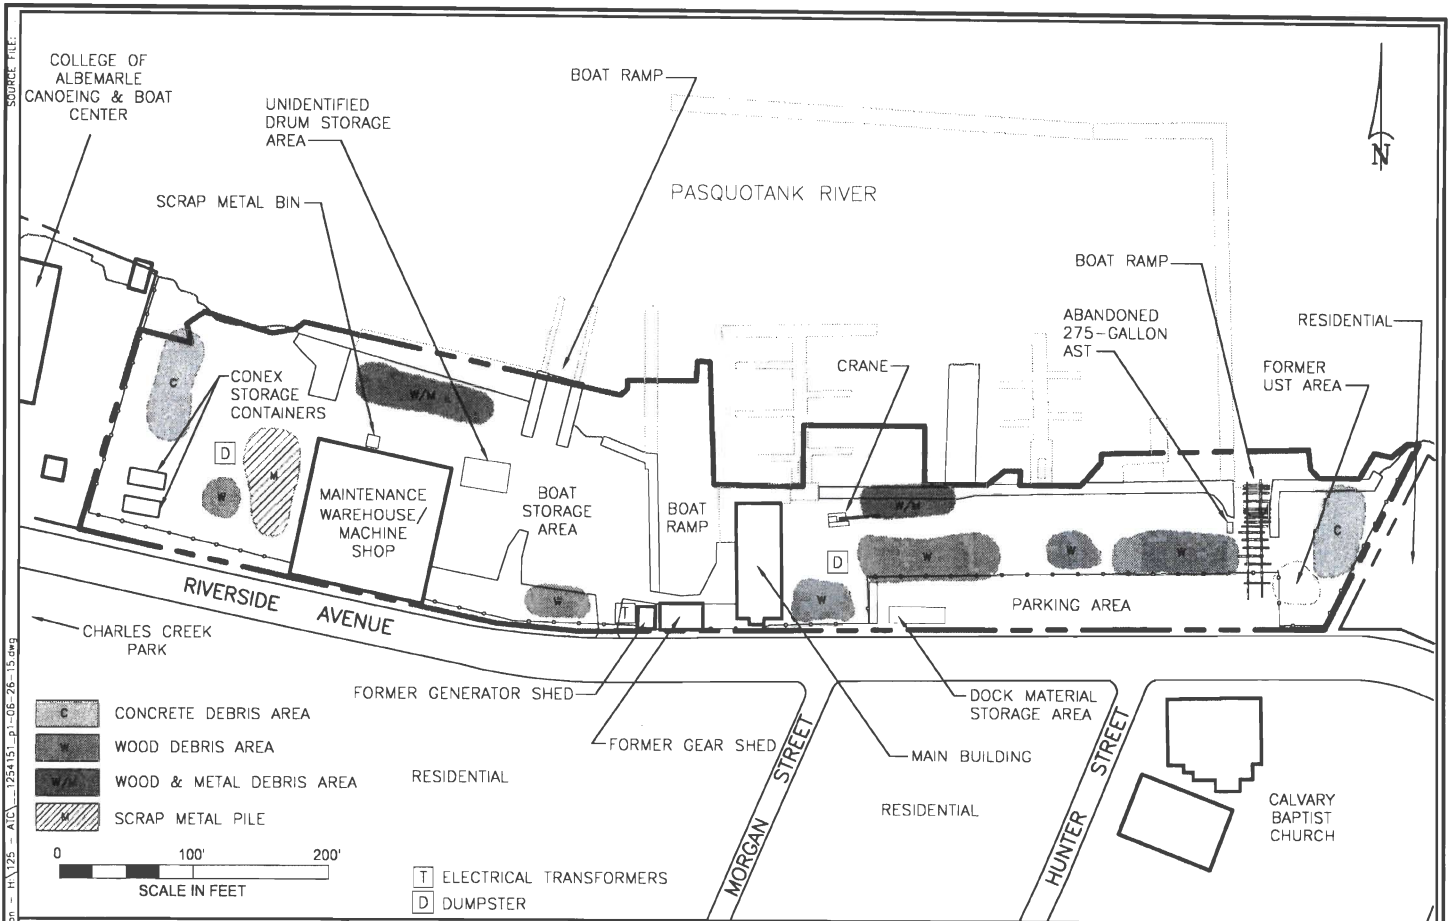 SOURCE FILE:
COLLEGE OF
ALBEMARLE
CANOEING & BOAT
CENTER
UNIDENTIFIED
DRUM STORAGE
AREA
BOAT RAMP
N
SCRAP METAL BIN
PASQUOTANK RIVER
BOAT RAMP
ABANDONED
275-GALLON
AST
RESIDENTIAL
FORMER
UST AREA
CRANE
CONEX
STORAGE
CONTAINERS
C
W/M
D
M
W
MAINTENANCE
WAREHOUSE/
MACHINE
SHOP
BOAT
STORAGE
AREA
BOAT
RAMP
W/M
D
W
W
W
C
W
W
T
PARKING AREA
RIVERSIDE AVENUE
CHARLES CREEK
PARK
FORMER GENERATOR SHED
FORMER GEAR SHED
MAIN BUILDING
DOCK MATERIAL
STORAGE AREA
C CONCRETE DEBRIS AREA
W WOOD DEBRIS AREA
W/M WOOD & METAL DEBRIS AREA
M SCRAP METAL PILE
RESIDENTIAL
RESIDENTIAL
MORGAN STREET
HUNTER STREET
CALVARY
BAPTIST
CHURCH
0 100' 200'
SCALE IN FEET
T ELECTRICAL TRANSFORMERS
D DUMPSTER